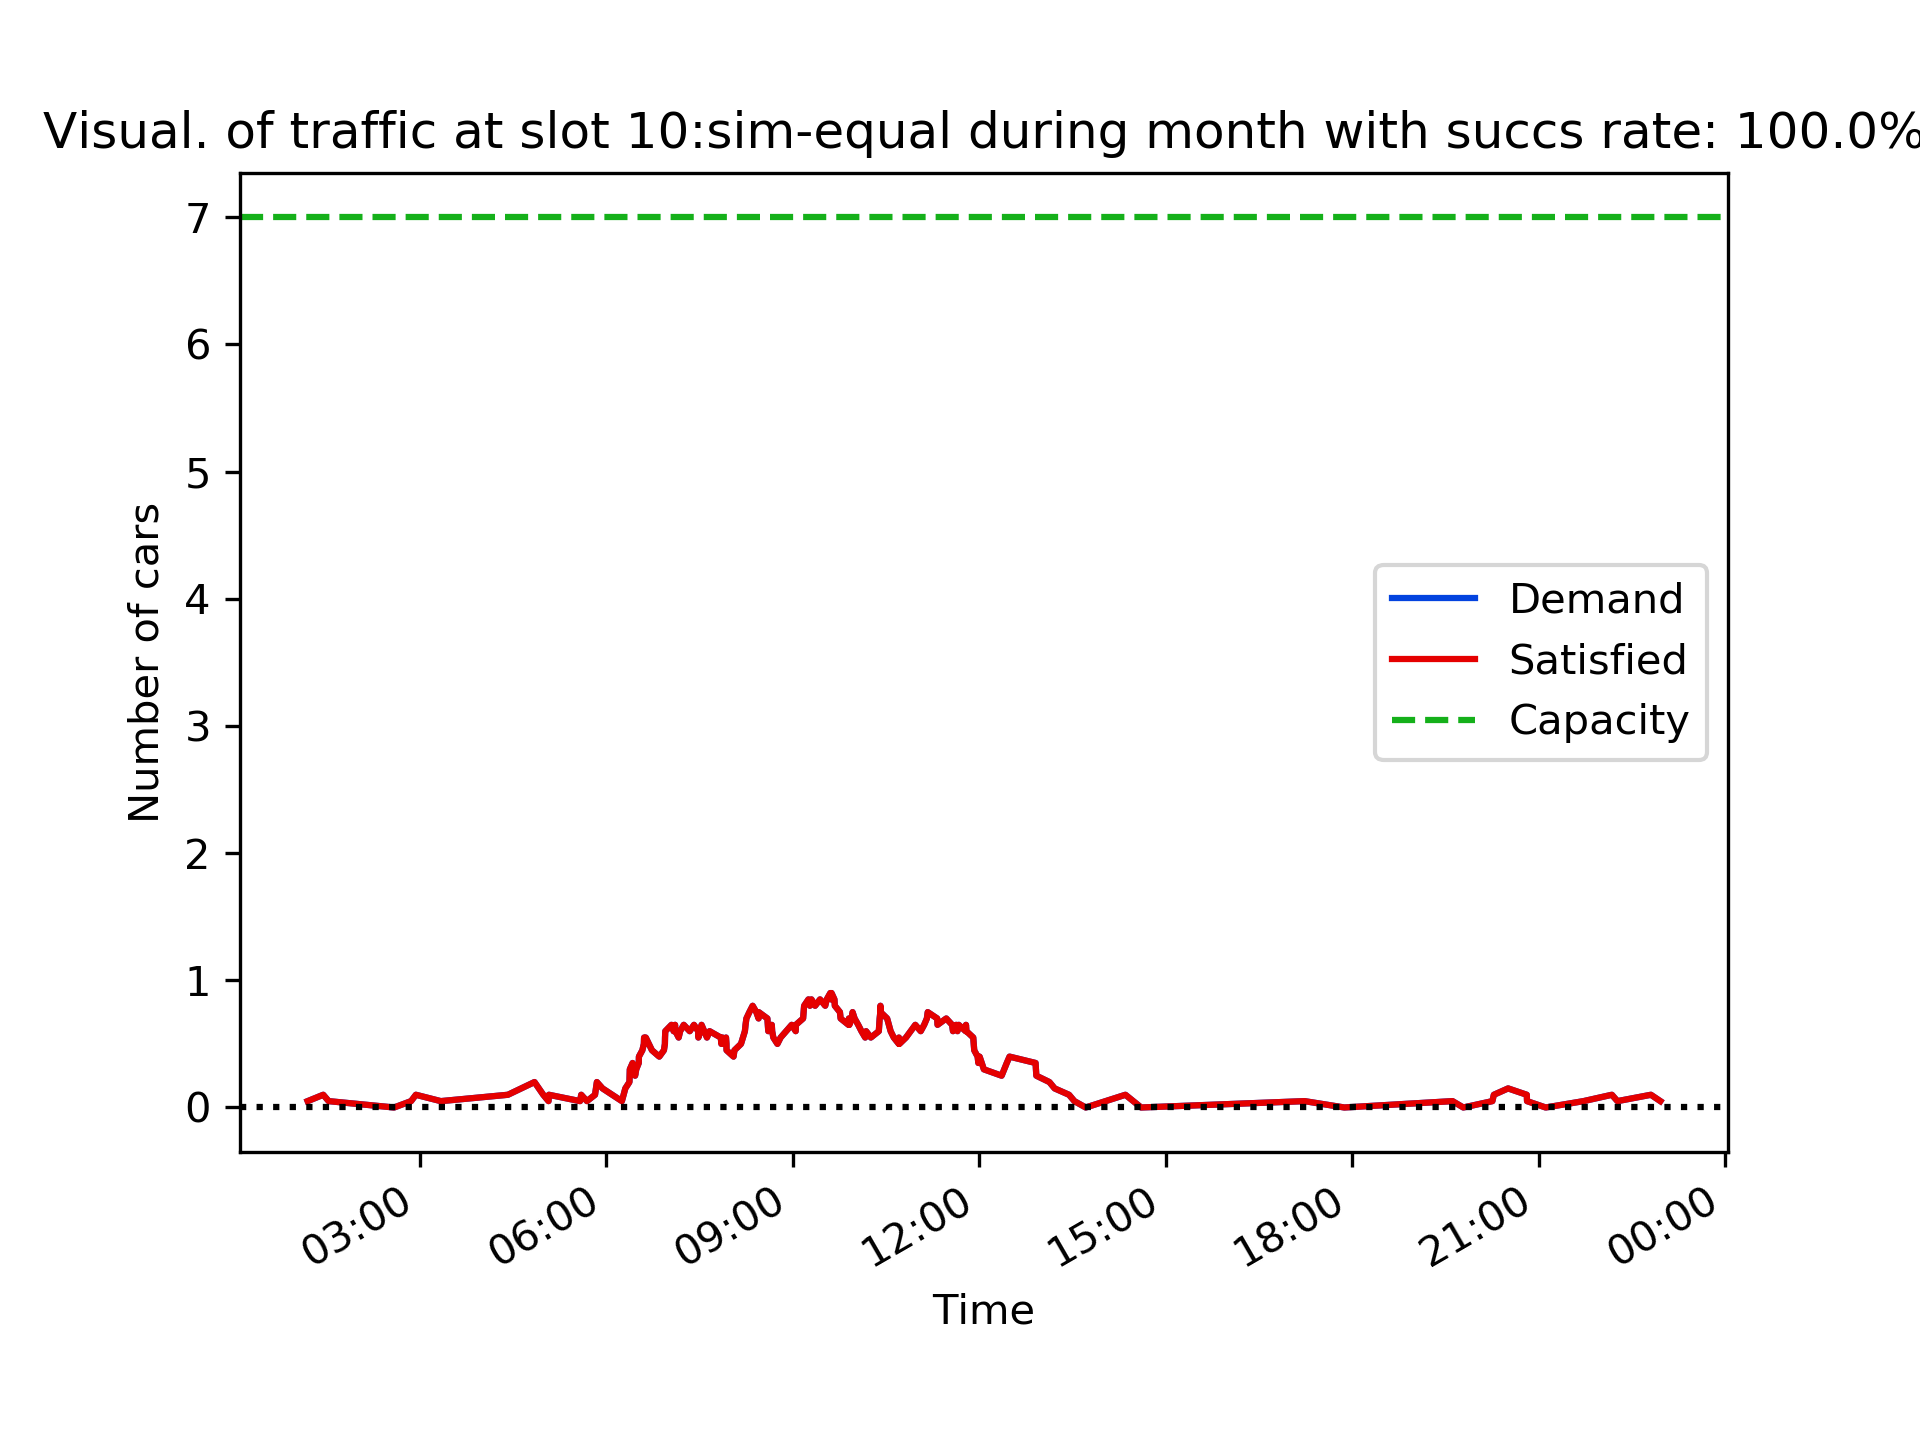 Visual. of traffic at slot 10:sim-equal during month with succs rate: 100.0%
7
6
5
4
3
2
1
0
Number of cars
Demand
Satisfied
Capacity
03:00
06:00
09:00
12:00
15:00
18:00
21:00
00:00
Time